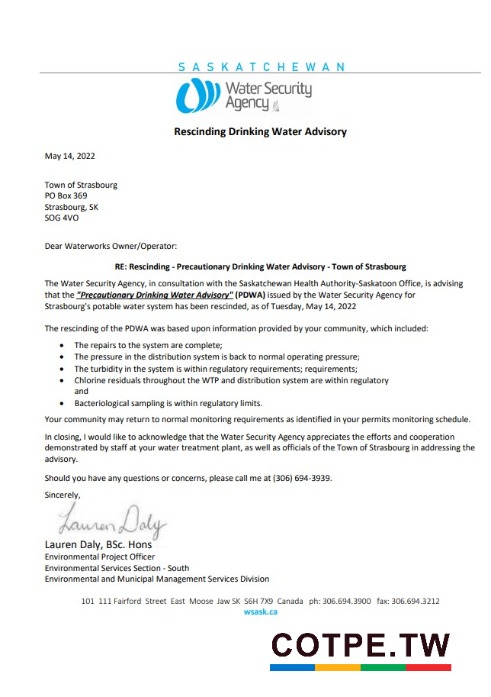 SASKATCHEWAN
Water Security
Agency
Rescinding Drinking Water Advisory
May 14, 2022
Town of Strasbourg
PO Box 369
Strasbourg, SK
SOG 4VO
Dear Waterworks Owner/Operator:
RE: Rescinding - Precautionary Drinking Water Advisory - Town of Strasbourg
The Water Security Agency, in consultation with the Saskatchewan Health Authority-Saskatoon Office, is advising
that the "Precautionary Drinking Water Advisory" (PDWA) issued by the Water Security Agency for
Strasbourg's potable water system has been rescinded, as of Tuesday, May 14, 2022
The rescinding of the PDWA was based upon information provided by your community, which included:
• The repairs to the system are complete;
• The pressure in the distribution system is back to normal operating pressure;
• The turbidity in the system is within regulatory requirements; requirements;
• Chlorine residuals throughout the WTP and distribution system are within regulatory
and
• Bacteriological sampling is within regulatory limits.
Your community may return to normal monitoring requirements as identified in your permits monitoring schedule.
In closing, I would like to acknowledge that the Water Security Agency appreciates the efforts and cooperation
demonstrated by staff at your water treatment plant, as well as officials of the Town of Strasbourg in addressing the
advisory.
Should you have any questions or concerns, please call me at (306) 694-3939.
Sincerely,
Lauren Daly
Lauren Daly, BSc. Hons
Environmental Project Officer
Environmental Services Section - South
Environmental and Municipal Management Services Division
101 111 Fairford Street East Moose Jaw SK S6H 7X9 Canada ph: 306.694.3900 fax: 306.694.3212
wsask.ca
COTPE.TW